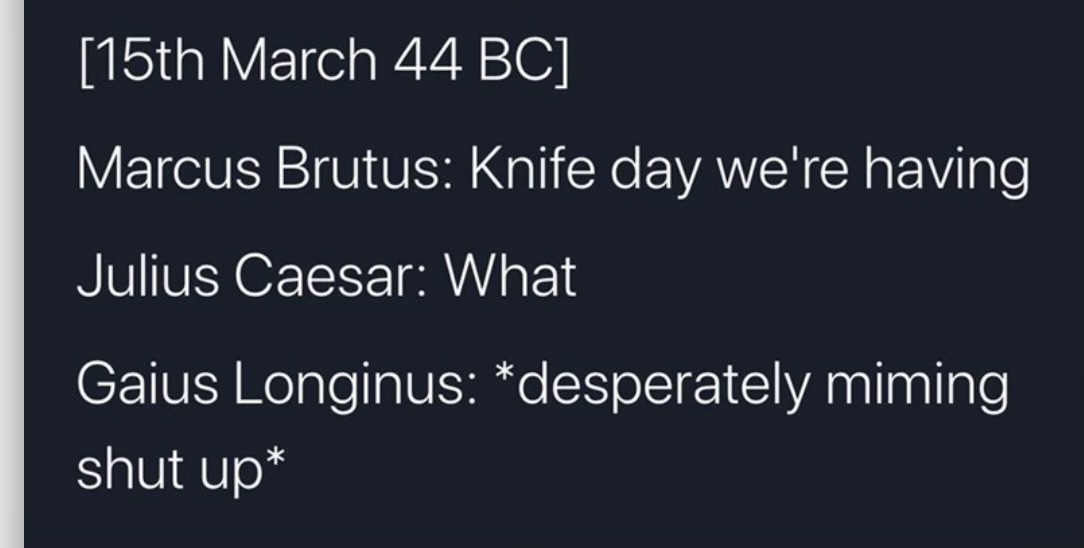 [15th March 44 BC]
Marcus Brutus: Knife day we're having
Julius Caesar: What
Gaius Longinus: *desperately miming
shut up*